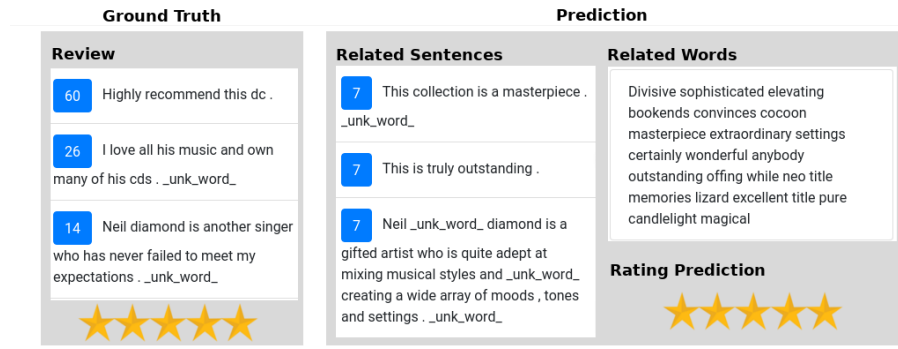 Ground Truth
Review
60 Highly recommend this dc .
26 I love all his music and own
many of his cds . _unk_word_
14 Neil diamond is another singer
who has never failed to meet my
expectations . _unk_word_
Prediction
Related Sentences
7 This collection is a masterpiece .
_unk_word_
7 This is truly outstanding .
7 Neil _unk_word_ diamond is a
gifted artist who is quite adept at
mixing musical styles and _unk_word_
creating a wide array of moods , tones
and settings . _unk_word_
Related Words
Divisive sophisticated elevating
bookends convinces cocoon
masterpiece extraordinary settings
certainly wonderful anybody
outstanding offing while neo title
memories lizard excellent title pure
candlelight magical
Rating Prediction